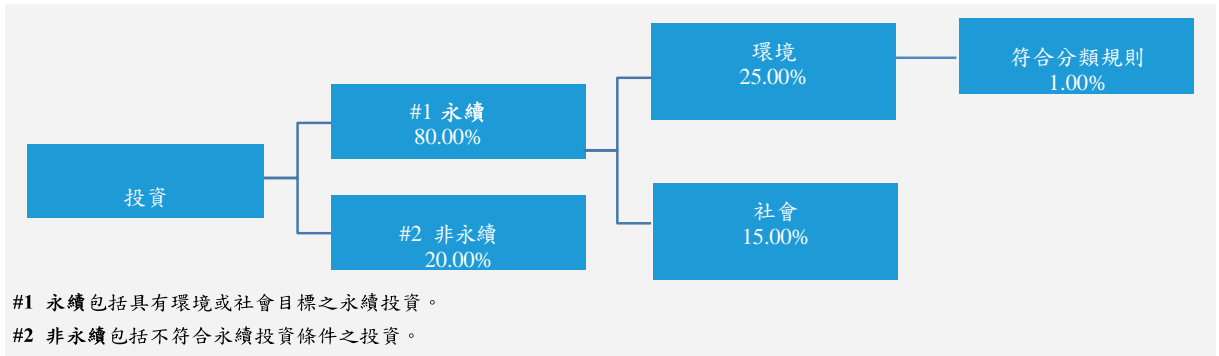 投資
#1 永續
80.00%
#2 非永續
20.00%
環境
25.00%
社會
15.00%
符合分類規則
1.00%
#1 永續包括具有環境或社會目標之永續投資。
#2 非永續包括不符合永續投資條件之投資。